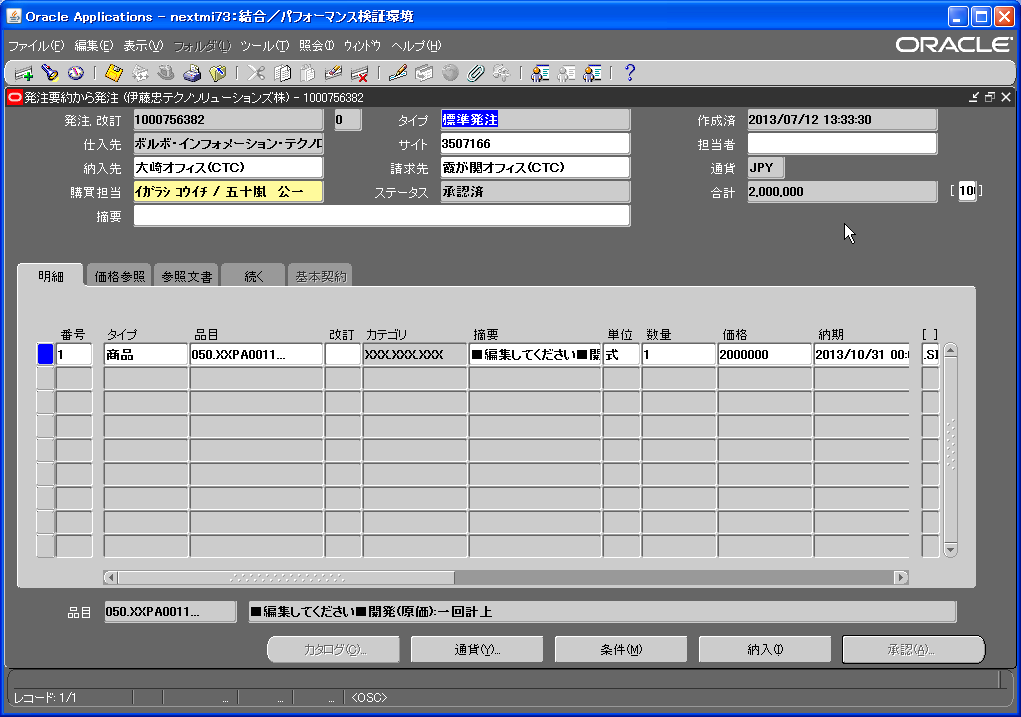 Oracle Applications - nextmi73:結合/パフォーマンス検証環境
ファイル(F) 編集(E) 表示(V) フォルダ(L) ツール(T) 照会(I) ウィンドウ ヘルプ(H)
ORACLE
発注要約から発注 (伊藤忠テクノソリューションズ株) - 1000756382
発注, 改訂 1000756382 0 タイプ 標準発注 作成済 2013/07/12 13:33:30
仕入先 ボルボ・インフォメーション・テクノロ サイト 3507166 担当者
納入先 大崎オフィス(CTC) 請求先 霞が関オフィス(CTC) 通貨 JPY
購買担当 イガラシ コウイチ / 五十嵐 公一 ステータス 承認済 合計 2,000,000 [ 10 ]
摘要
明細 価格参照 参照文書 続く 基本契約
番号 タイプ 品目 改訂 カテゴリ 摘要 単位 数量 価格 納期 [ ]
1 商品 050.XXPA0011... XXX.XXX.XXX ■編集してください■開 式 1 2000000 2013/10/31 00: .SI
品目 050.XXPA0011... ■編集してください■開発(原価):一回計上
カタログ(C)... 通貨(Y)... 条件(M) 納入(I) 承認(A)...
レコード: 1/1 ... ... ... <OSC>